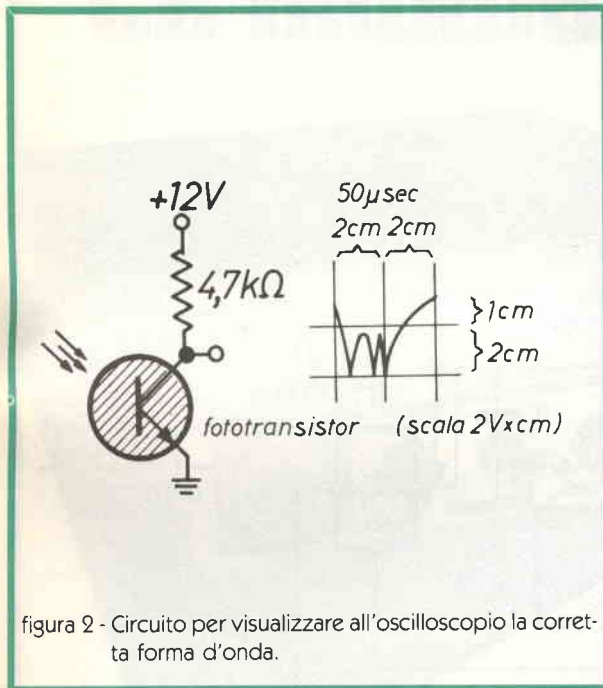 50µsec
2cm 2cm
+12V
4,7kΩ
1cm
2cm
fototransistor (scala 2Vxcm)
figura 2 - Circuito per visualizzare all'oscilloscopio la corret-
ta forma d'onda.